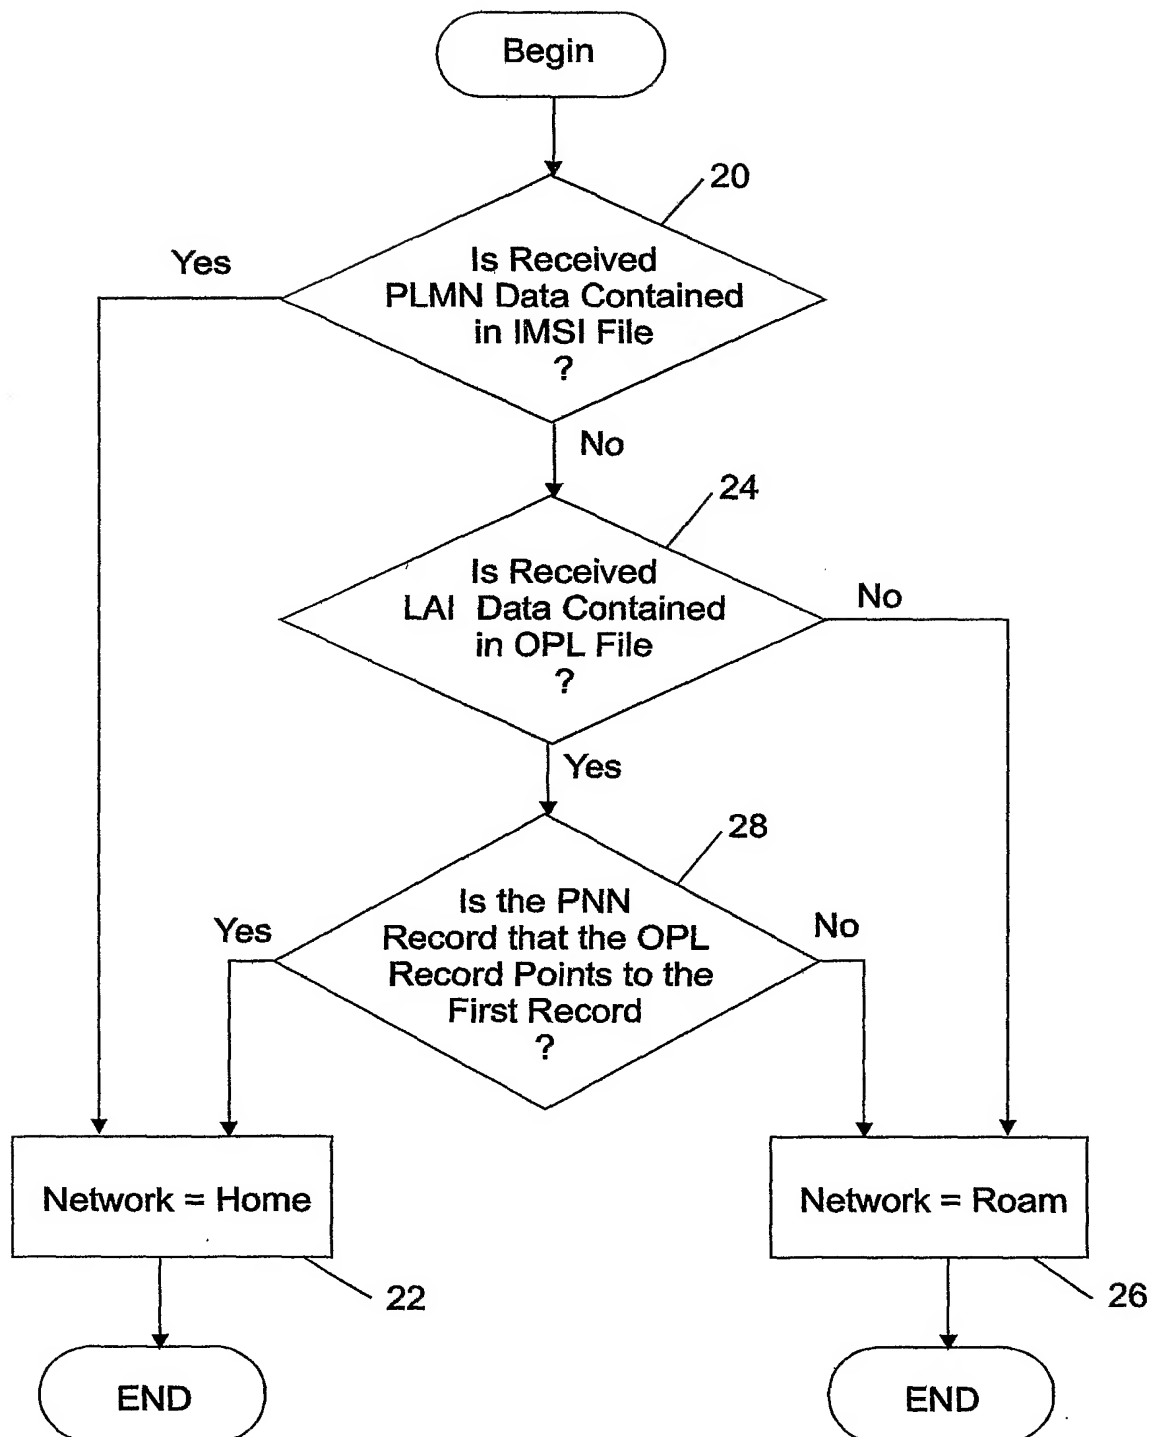 Begin
20
Yes
Is Received
PLMN Data Contained
in IMSI File
?
No
24
Is Received
LAI Data Contained
in OPL File
?
No
Yes
28
Is the PNN
Record that the OPL
Record Points to the
First Record
?
Yes
No
Network = Home
Network = Roam
22
26
END
END